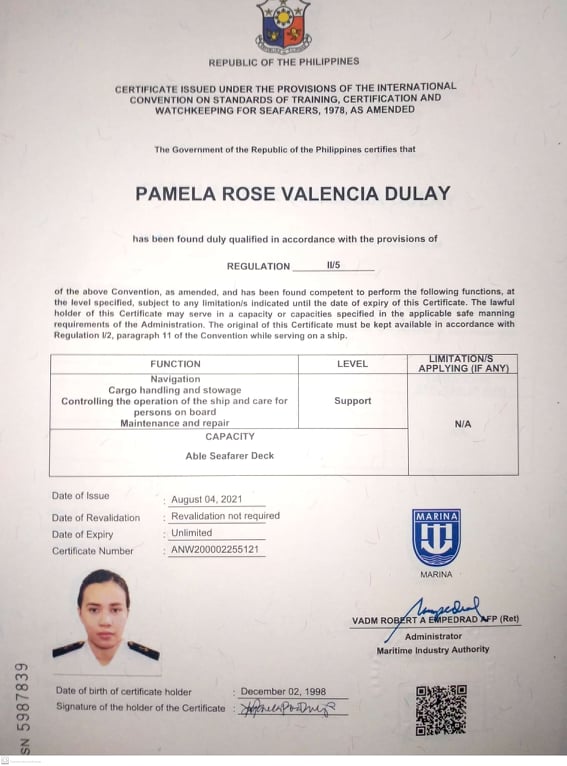 REPUBLIC OF THE PHILIPPINES
CERTIFICATE ISSUED UNDER THE PROVISIONS OF THE INTERNATIONAL
CONVENTION ON STANDARDS OF TRAINING, CERTIFICATION AND
WATCHKEEPING FOR SEAFARERS, 1978, AS AMENDED
The Government of the Republic of the Philippines certifies that
PAMELA ROSE VALENCIA DULAY
has been found duly qualified in accordance with the provisions of
REGULATION II/5
of the above Convention, as amended, and has been found competent to perform the following functions, at
the level specified, subject to any limitation/s indicated until the date of expiry of this Certificate. The lawful
holder of this Certificate may serve in a capacity or capacities specified in the applicable safe manning
requirements of the Administration. The original of this Certificate must be kept available in accordance with
Regulation I/2, paragraph 11 of the Convention while serving on a ship.
FUNCTION LEVEL LIMITATION/S
APPLYING (IF ANY)
Navigation
Cargo handling and stowage
Controlling the operation of the ship and care for
persons on board
Maintenance and repair
Support
N/A
CAPACITY
Able Seafarer Deck
Date of Issue : August 04, 2021
Date of Revalidation : Revalidation not required
Date of Expiry : Unlimited
Certificate Number : ANW200002255121
MARINA
MARINA
VADM ROBERT A EMPEDRAD AFP (Ret)
Administrator
Maritime Industry Authority
Date of birth of certificate holder : December 02, 1998
Signature of the holder of the Certificate :
SN 5987839